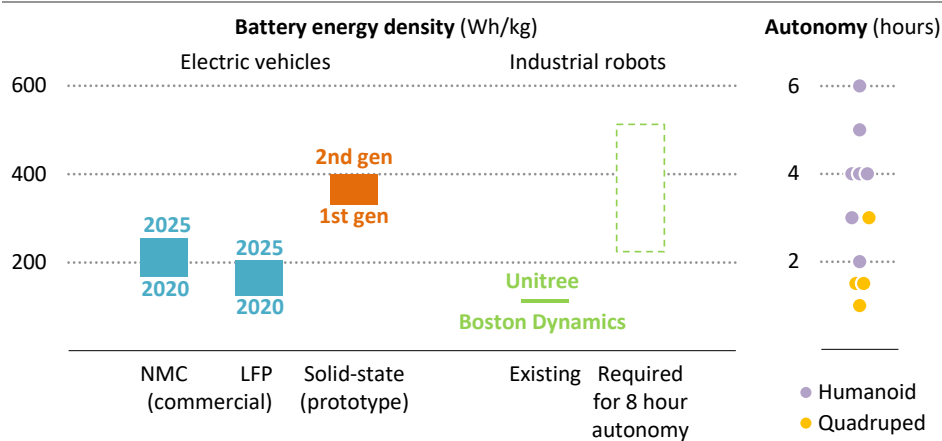 Battery energy density (Wh/kg)
Electric vehicles
Industrial robots
600
400
200
2025
2020
2025
2020
2nd gen
1st gen
Unitree
Boston Dynamics
NMC
LFP
(commercial)
Solid-state
(prototype)
Existing
Required
for 8 hour
autonomy
Autonomy (hours)
6
4
2
Humanoid
Quadruped